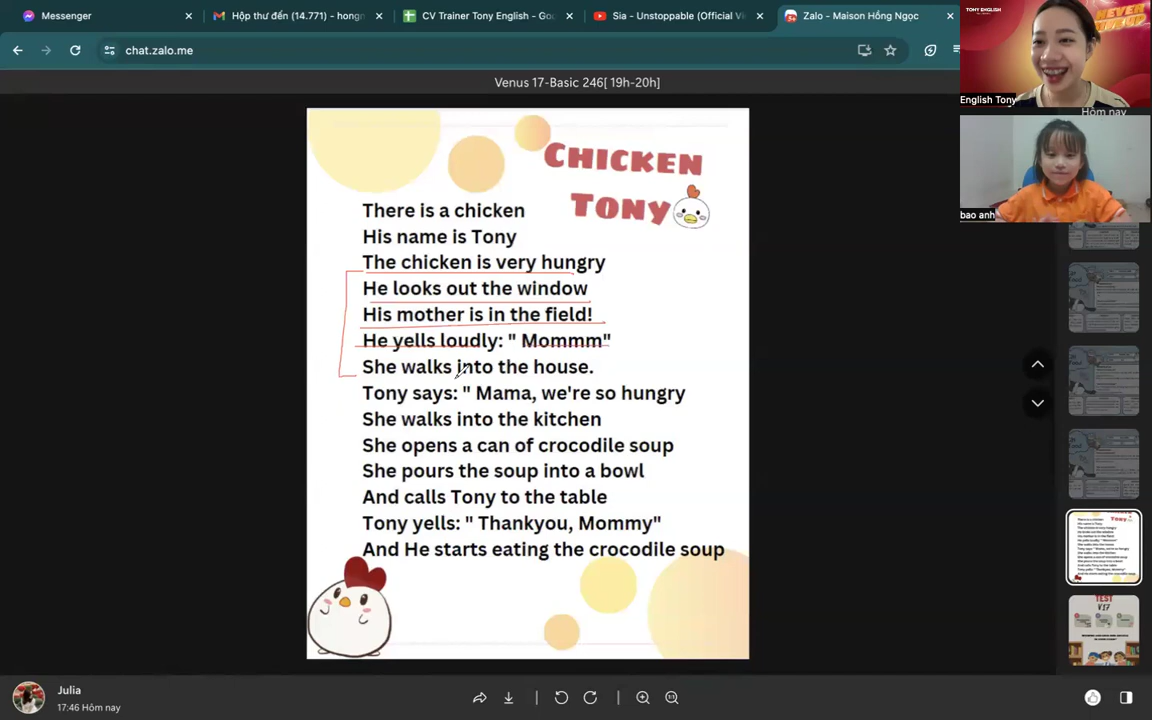 Messenger
Hộp thư đến (14.771) - hongn
CV Trainer Tony English - Goo
Sia - Unstoppable (Official Vi
Zalo - Maison Hồng Ngọc
chat.zalo.me
Venus 17-Basic 246[ 19h-20h]
TONY ENGLISH
English Tony
Hôm nay
bao anh
CHICKEN
TONY
There is a chicken
His name is Tony
The chicken is very hungry
He looks out the window
His mother is in the field!
He yells loudly: " Mommm"
She walks into the house.
Tony says: " Mama, we're so hungry
She walks into the kitchen
She opens a can of crocodile soup
She pours the soup into a bowl
And calls Tony to the table
Tony yells: " Thankyou, Mommy"
And He starts eating the crocodile soup
TEST
V17
Julia
17:46 Hôm nay